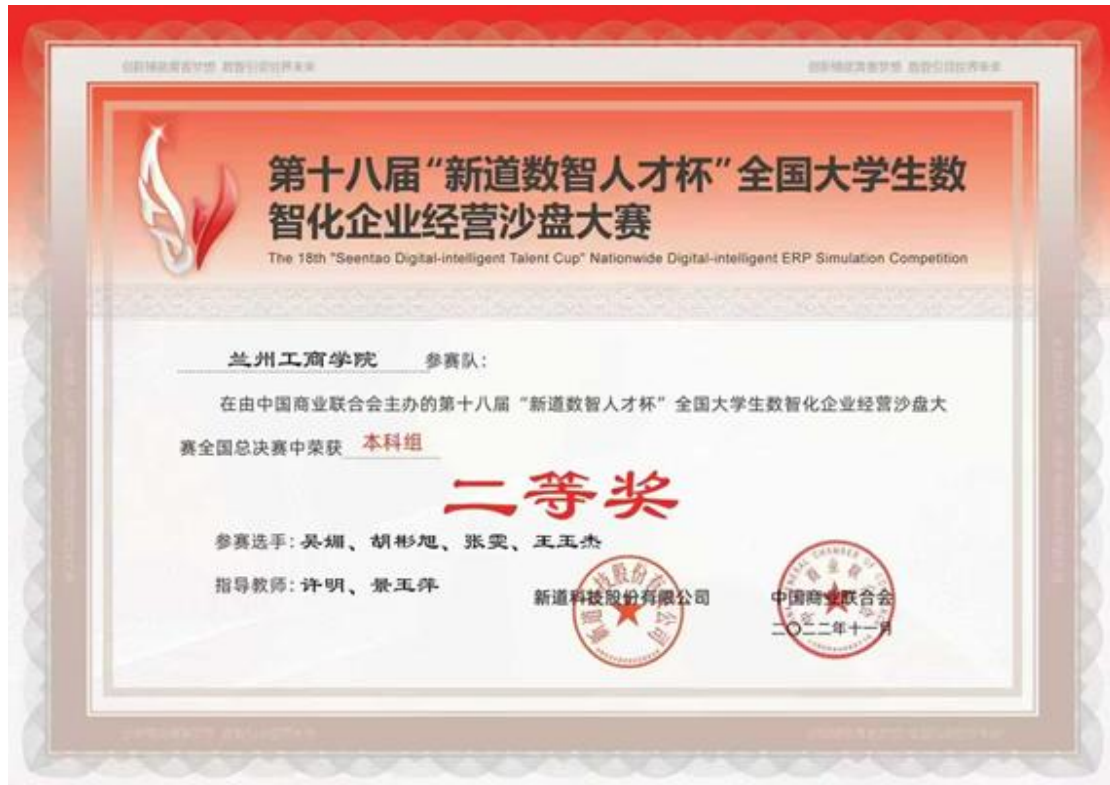 第十八届“新道数智人才杯”全国大学生数
智化企业经营沙盘大赛
The 18th "Seentao Digital-intelligent Talent Cup" Nationwide Digital-intelligent ERP Simulation Competition
兰州工商学院 参赛队：
在由中国商业联合会主办的第十八届“新道数智人才杯”全国大学生数智化企业经营沙盘大
赛全国总决赛中荣获 本科组
二等奖
参赛选手：吴媚、胡彬旭、张雯、王玉杰
指导教师：许明、景玉萍
新道科技股份有限公司 中国商业联合会
二〇二二年十一月